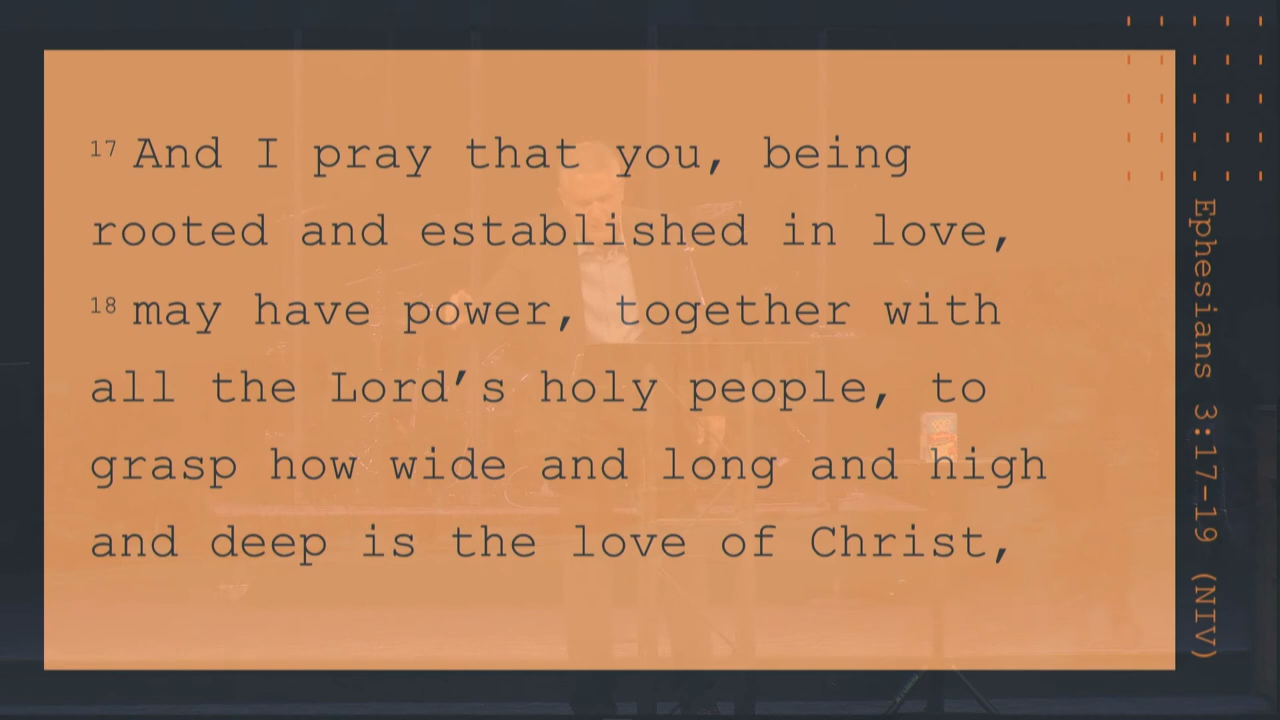 17 And I pray that you, being
rooted and established in love,
18 may have power, together with
all the Lord’s holy people, to
grasp how wide and long and high
and deep is the love of Christ,
Ephesians 3:17-19 (NIV)